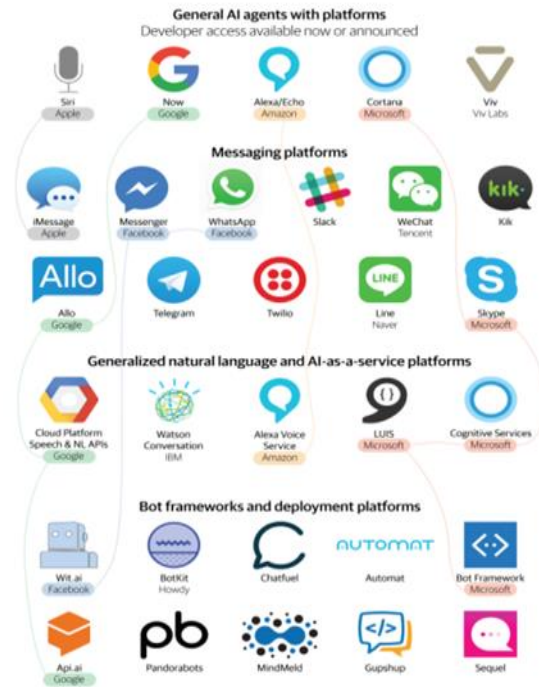 General AI agents with platforms
Developer access available now or announced
Siri
Apple
Now
Google
Alexa/Echo
Amazon
Cortana
Microsoft
Viv
Viv Labs
Messaging platforms
iMessage
Apple
Messenger
Facebook
WhatsApp
Facebook
Slack
WeChat
Tencent
kik·
Kik
Allo
Allo
Google
Telegram
Twilio
LINE
Line
Naver
S
Skype
Microsoft
Generalized natural language and AI-as-a-service platforms
Cloud Platform
Speech & NL APIs
Google
Watson
Conversation
IBM
Alexa Voice
Service
Amazon
LUIS
Microsoft
Cognitive Services
Microsoft
Bot frameworks and deployment platforms
Wit.ai
Facebook
BotKit
Howdy
Chatfuel
AUTOMAT
Automat
Bot Framework
Microsoft
Api.ai
Google
pb
Pandorabots
MindMeld
</>
Gupshup
Sequel